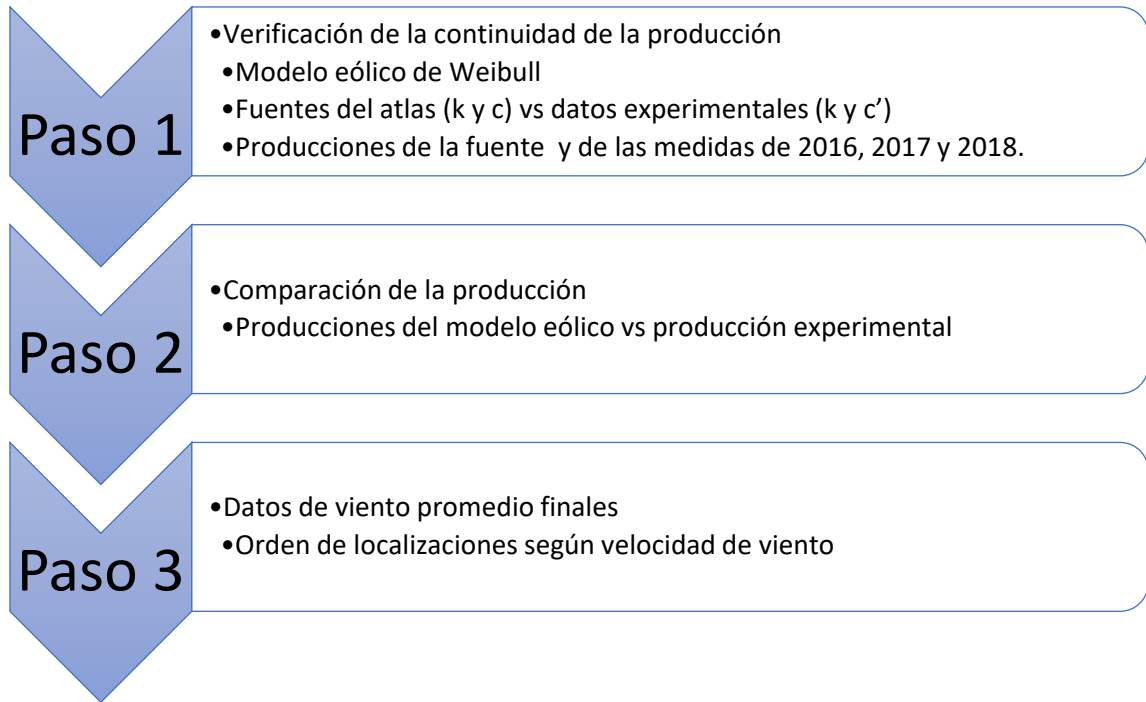 Paso 1
•Verificación de la continuidad de la producción
•Modelo eólico de Weibull
•Fuentes del atlas (k y c) vs datos experimentales (k y c’)
•Producciones de la fuente  y de las medidas de 2016, 2017 y 2018.
Paso 2
•Comparación de la producción
•Producciones del modelo eólico vs producción experimental
Paso 3
•Datos de viento promedio finales
•Orden de localizaciones según velocidad de viento